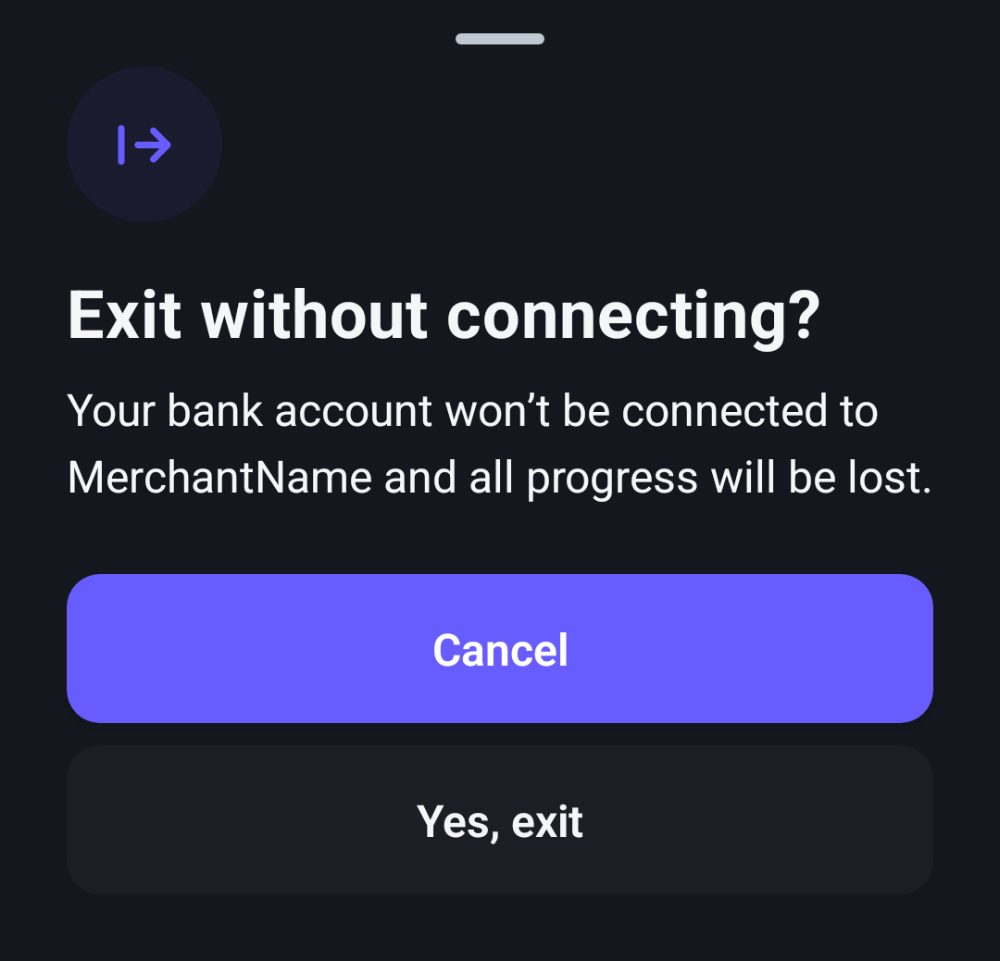 Exit without connecting?
Your bank account won’t be connected to
MerchantName and all progress will be lost.
Cancel
Yes, exit